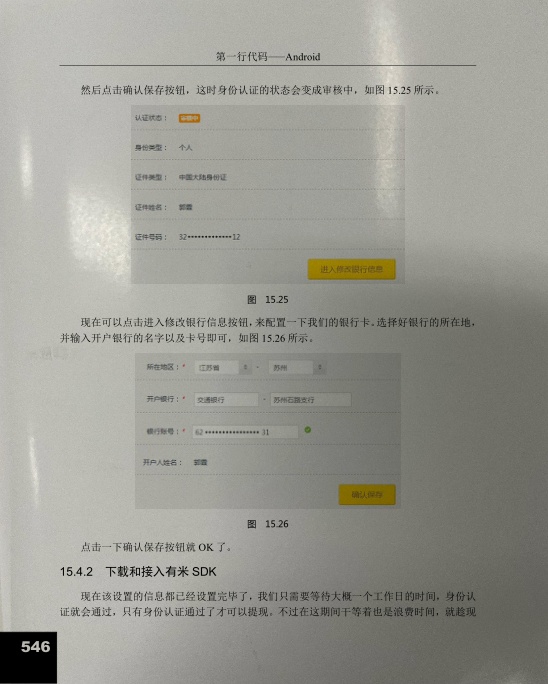 第一行代码——Android
然后点击确认保存按钮，这时身份认证的状态会变成审核中，如图 15.25 所示。
认证状态： 审核中
身份类型： 个人
证件类型： 中国大陆身份证
证件姓名： 郭霖
证件号码： 32•••••••••••••12
进入修改银行信息
图 15.25
现在可以点击进入修改银行信息按钮，来配置一下我们的银行卡。选择好银行的所在地，
并输入开户银行的名字以及卡号即可，如图 15.26 所示。
所在地区：* 江苏省 - 苏州
开户银行：* 交通银行 - 苏州石路支行
银行账号：* 62 •••••••••••••••• 31
开户人姓名： 郭霖
确认保存
图 15.26
点击一下确认保存按钮就 OK 了。
15.4.2 下载和接入有米 SDK
现在该设置的信息都已经设置完毕了，我们只需要等待大概一个工作日的时间，身份认
证就会通过，只有身份认证通过了才可以提现。不过在这期间干等着也是浪费时间，就趁现
546